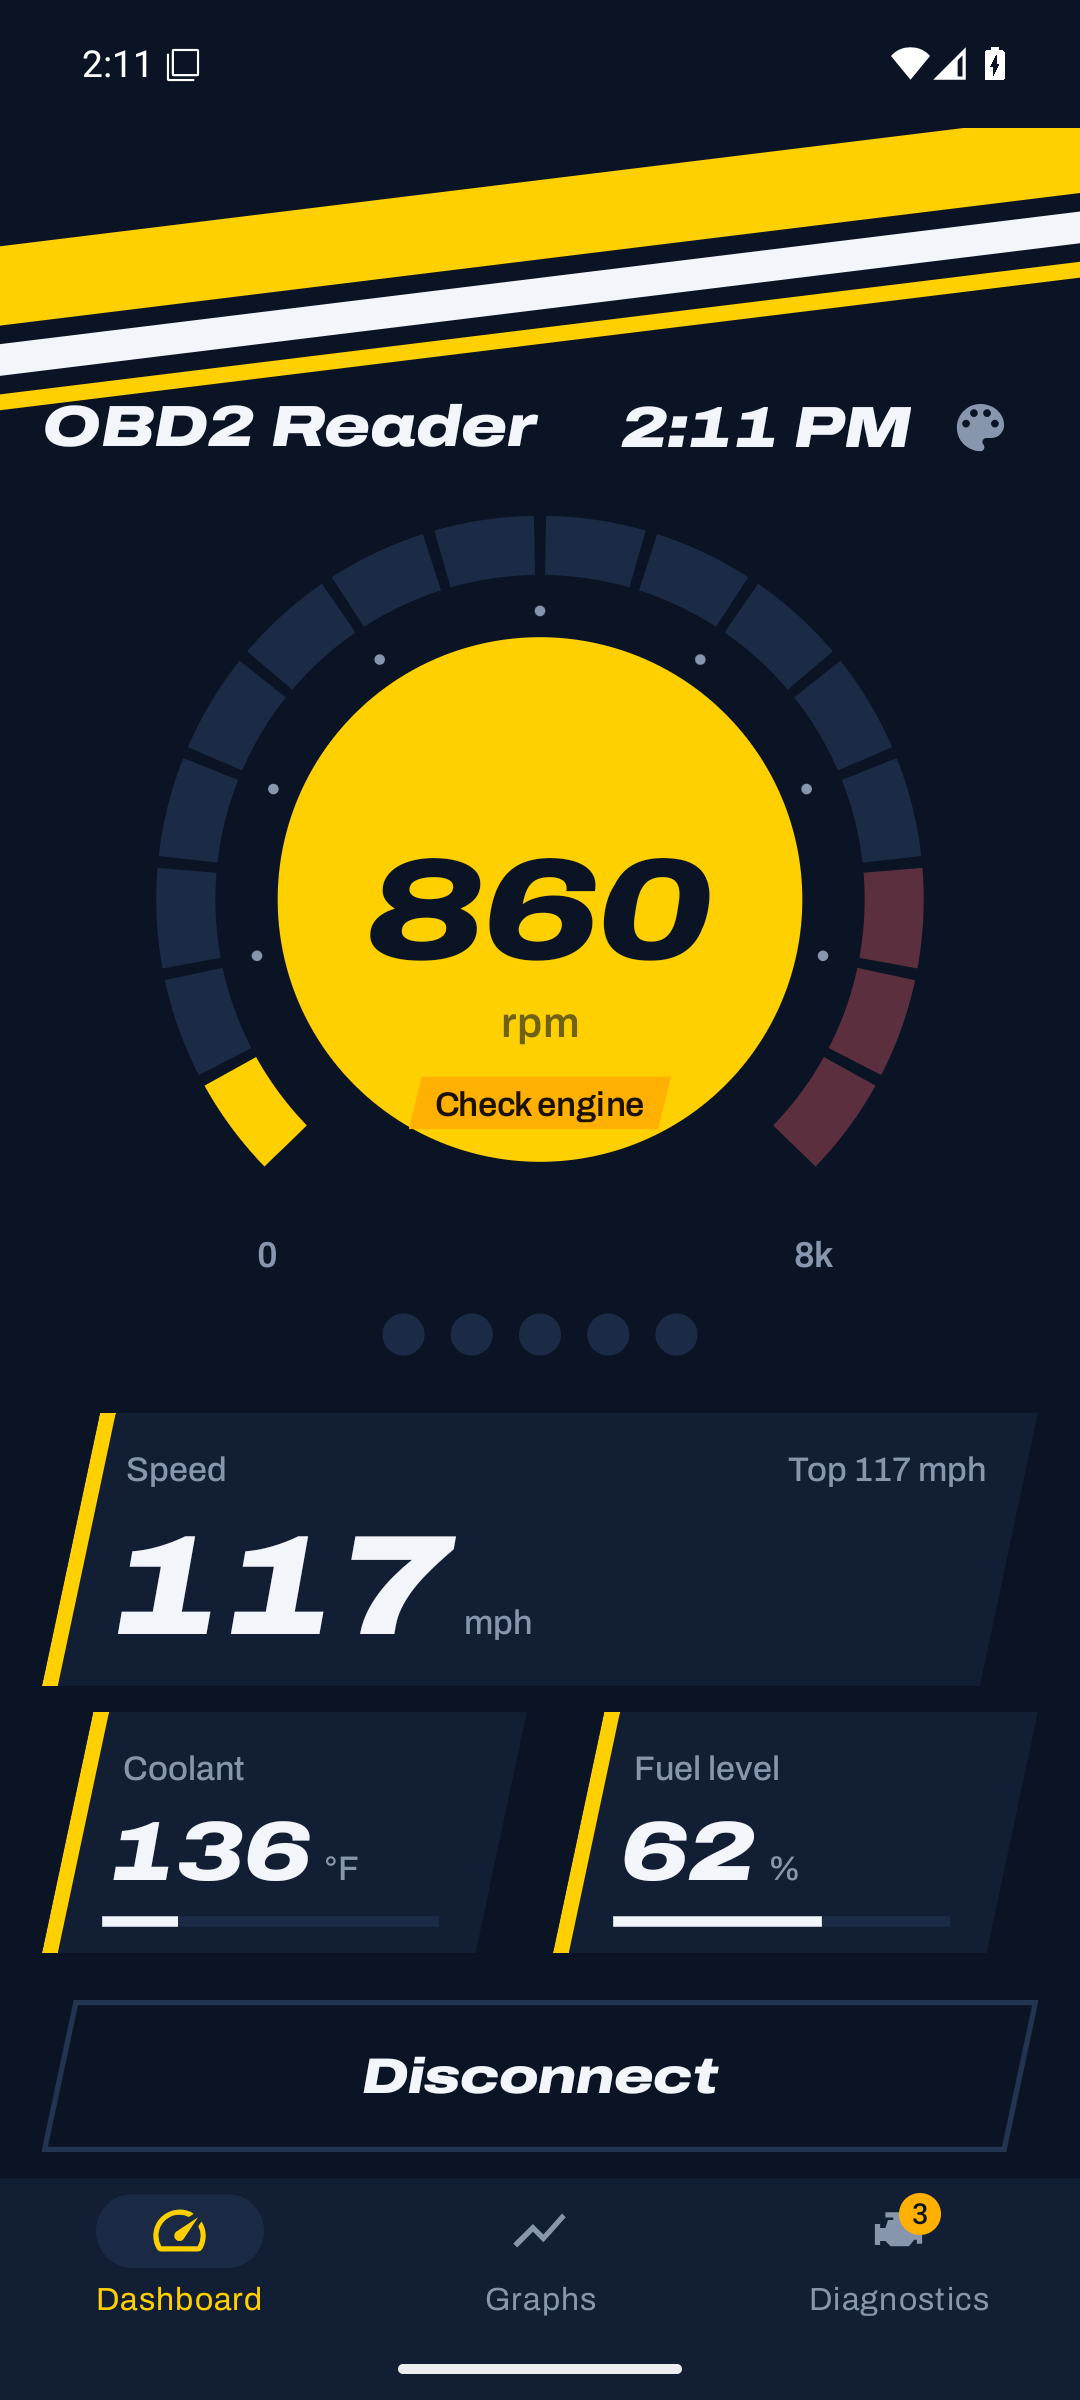 2:11
OBD2 Reader 2:11 PM
860
rpm
Check engine
0 8k
Speed Top 117 mph
117 mph
Coolant Fuel level
136 °F 62 %
Disconnect
3
Dashboard Graphs Diagnostics